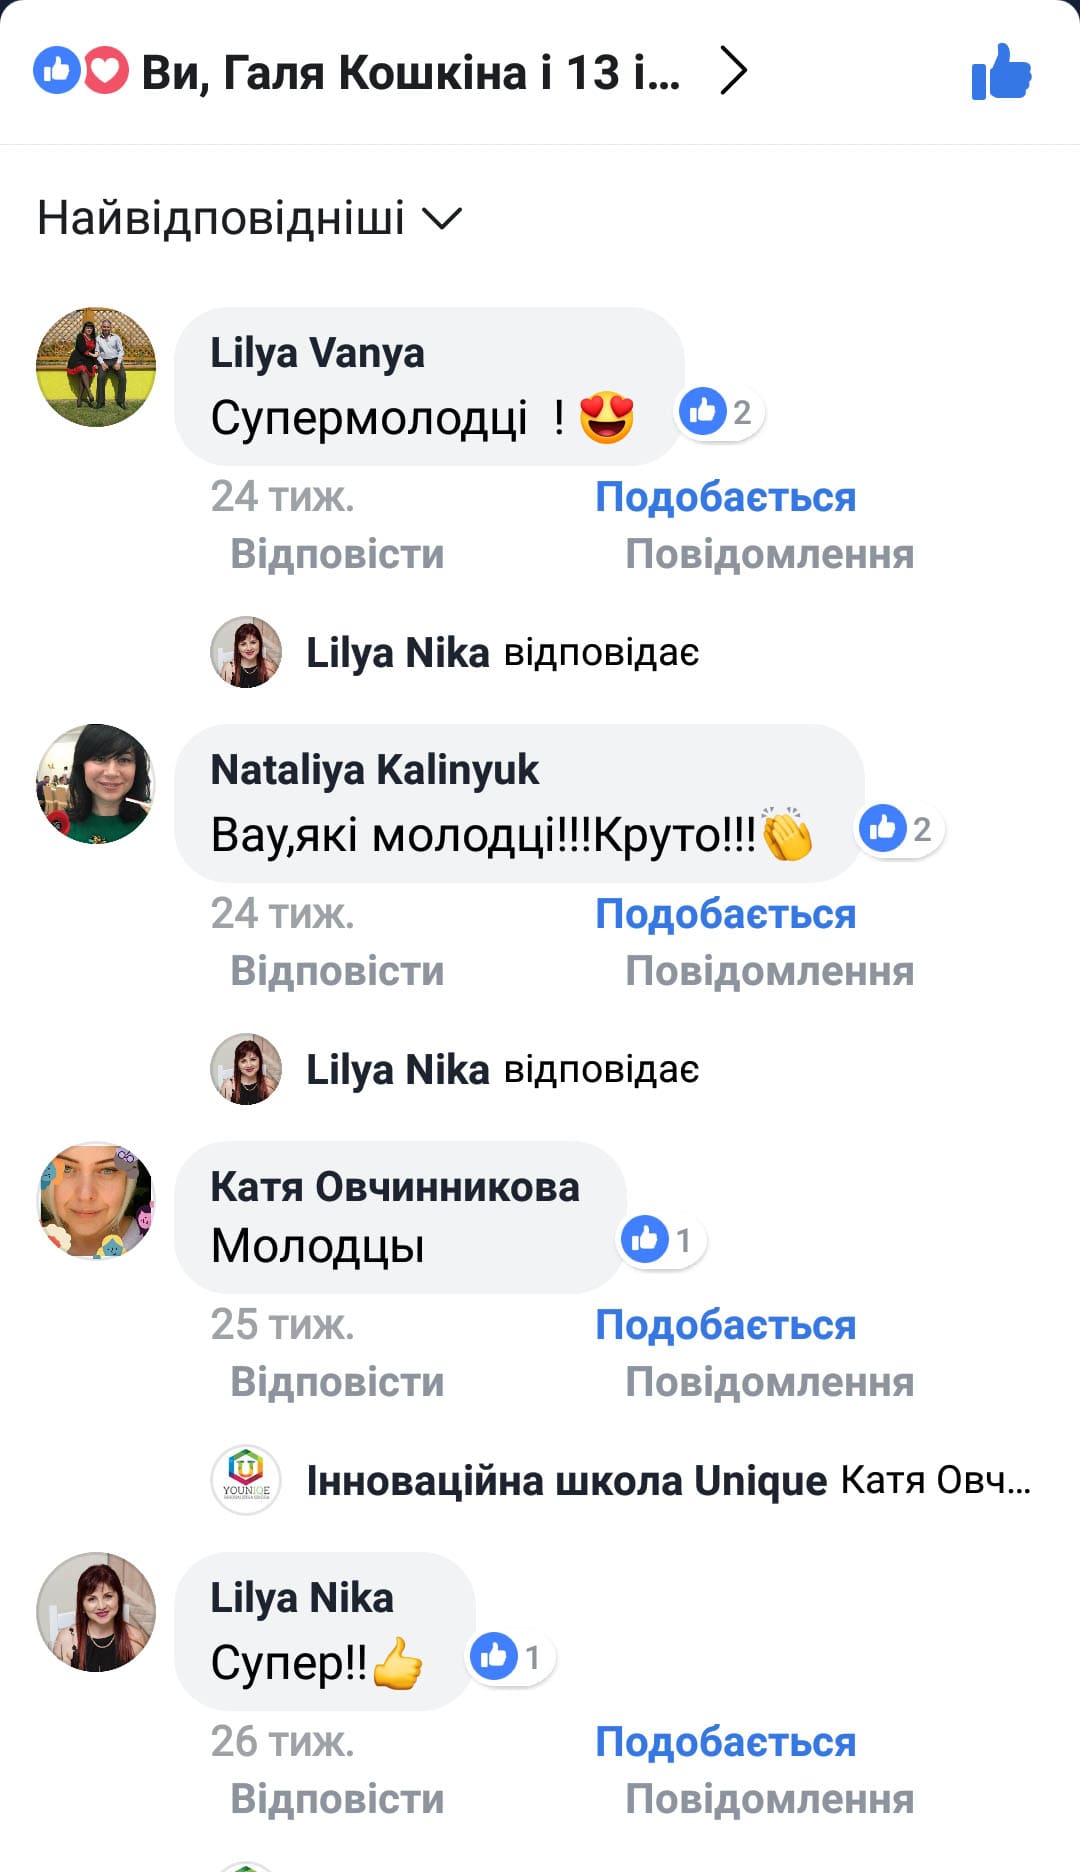 Ви, Галя Кошкіна і 13 і...
Найвідповідніші
Lilya Vanya
Супермолодці ! 😍
2
24 тиж. Подобається
Відповісти Повідомлення
Lilya Nika відповідає
Nataliya Kalinyuk
Вау,які молодці!!!Круто!!!👏
2
24 тиж. Подобається
Відповісти Повідомлення
Lilya Nika відповідає
Катя Овчинникова
Молодцы
1
25 тиж. Подобається
Відповісти Повідомлення
YOUNIQE
Інноваційна школа Unique Катя Овч...
Lilya Nika
Супер!!👍
1
26 тиж. Подобається
Відповісти Повідомлення